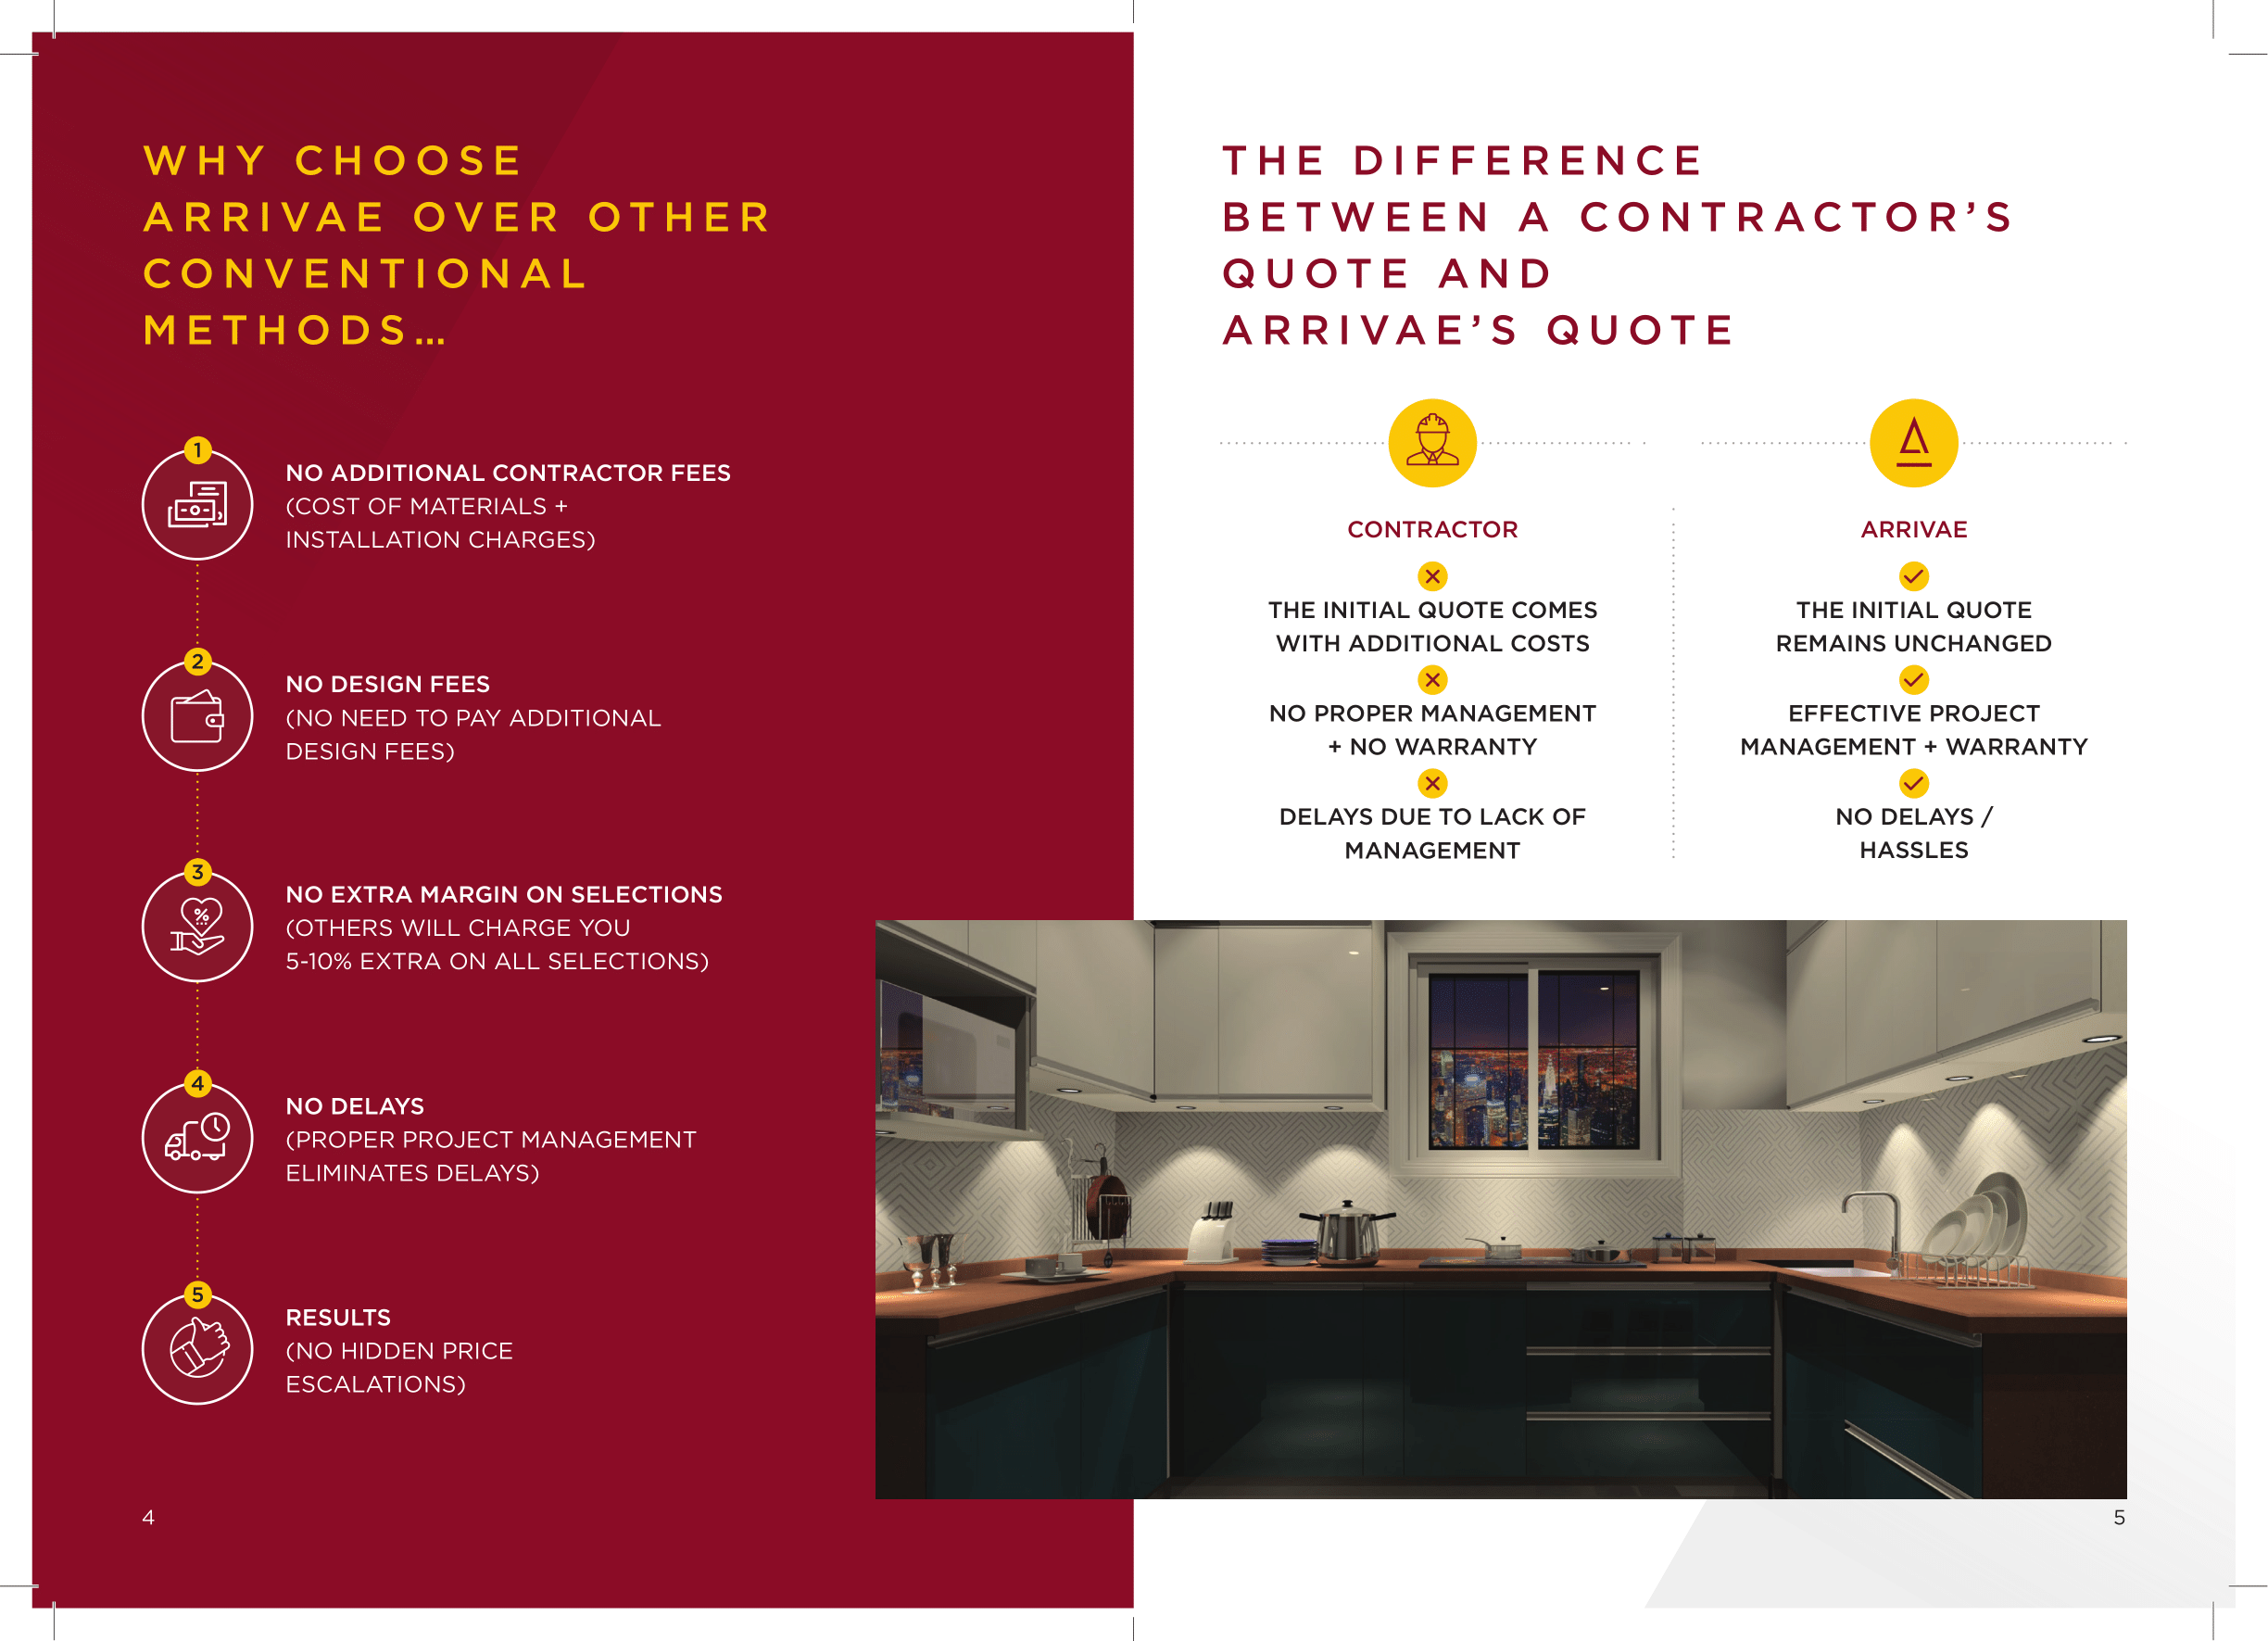 WHY CHOOSE
ARRIVAE OVER OTHER
CONVENTIONAL
METHODS...
1
NO ADDITIONAL CONTRACTOR FEES
(COST OF MATERIALS +
INSTALLATION CHARGES)
2
NO DESIGN FEES
(NO NEED TO PAY ADDITIONAL
DESIGN FEES)
3
%
NO EXTRA MARGIN ON SELECTIONS
(OTHERS WILL CHARGE YOU
5-10% EXTRA ON ALL SELECTIONS)
4
NO DELAYS
(PROPER PROJECT MANAGEMENT
ELIMINATES DELAYS)
5
RESULTS
(NO HIDDEN PRICE
ESCALATIONS)
4
THE DIFFERENCE
BETWEEN A CONTRACTOR’S
QUOTE AND
ARRIVAE’S QUOTE
CONTRACTOR
THE INITIAL QUOTE COMES
WITH ADDITIONAL COSTS
NO PROPER MANAGEMENT
+ NO WARRANTY
DELAYS DUE TO LACK OF
MANAGEMENT
ARRIVAE
THE INITIAL QUOTE
REMAINS UNCHANGED
EFFECTIVE PROJECT
MANAGEMENT + WARRANTY
NO DELAYS /
HASSLES
5